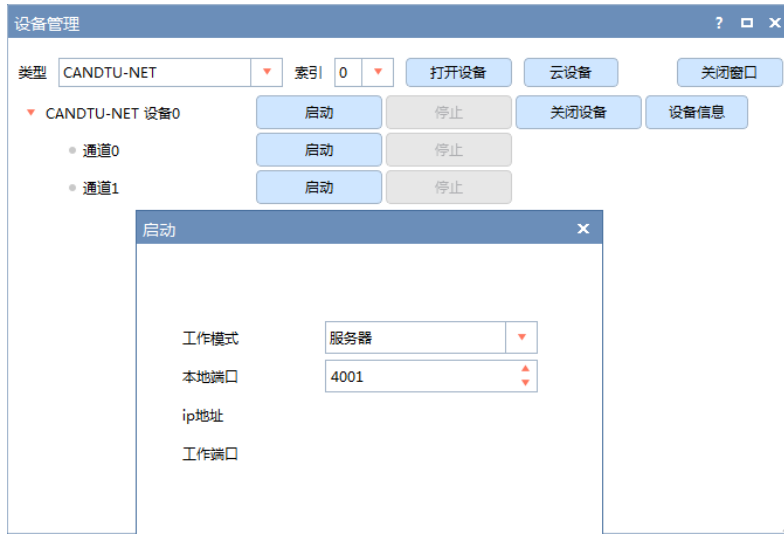 设备管理
类型 CANDTU-NET 索引 0 打开设备 云设备 关闭窗口
CANDTU-NET 设备0 启动 停止 关闭设备 设备信息
通道0 启动 停止
通道1 启动 停止
启动
工作模式 服务器
本地端口 4001
ip地址
工作端口